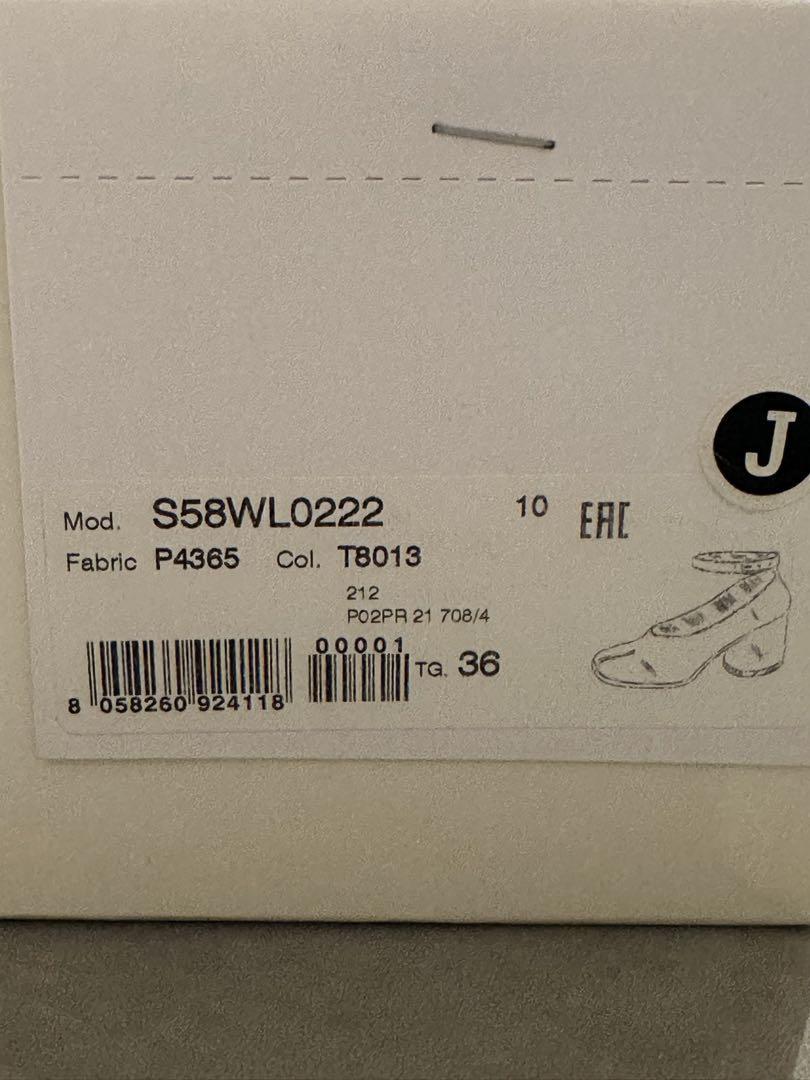 J
Mod. S58WL0222 10 EAC
Fabric P4365 Col. T8013
212
P02PR 21 708/4
00001
TG. 36
8 058260 924118